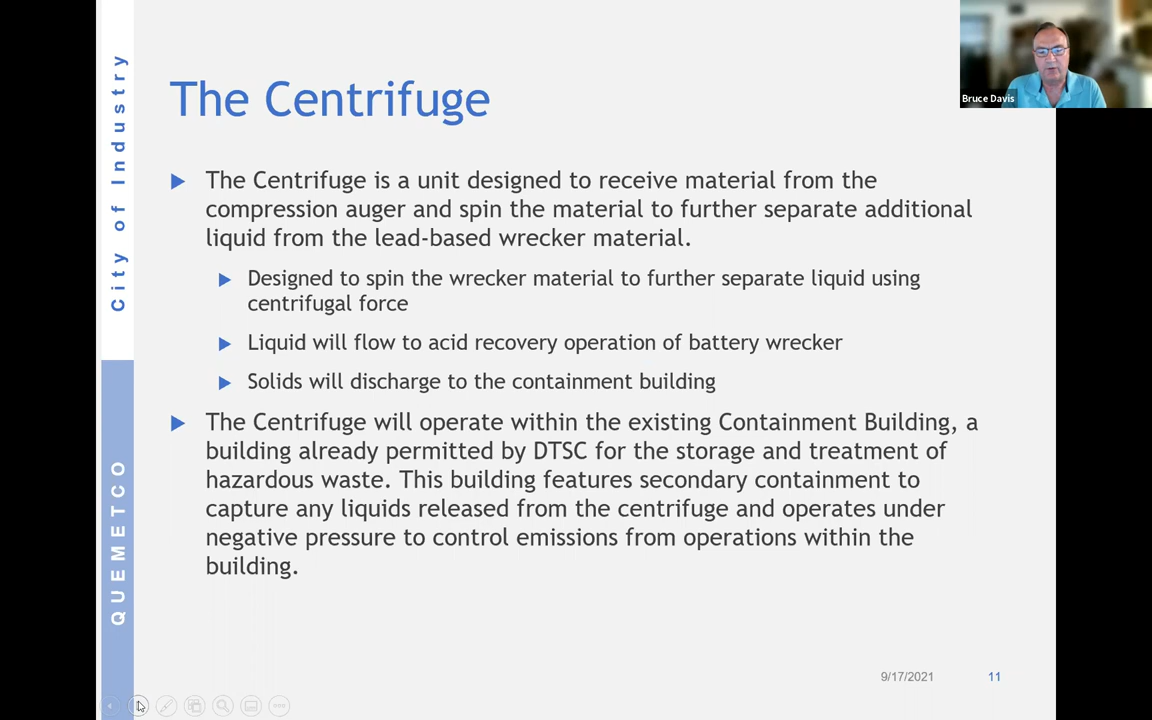 City of Industry
QUEMETCO
The Centrifuge
The Centrifuge is a unit designed to receive material from the
compression auger and spin the material to further separate additional
liquid from the lead-based wrecker material.
Designed to spin the wrecker material to further separate liquid using
centrifugal force
Liquid will flow to acid recovery operation of battery wrecker
Solids will discharge to the containment building
The Centrifuge will operate within the existing Containment Building, a
building already permitted by DTSC for the storage and treatment of
hazardous waste. This building features secondary containment to
capture any liquids released from the centrifuge and operates under
negative pressure to control emissions from operations within the
building.
9/17/2021
11
Bruce Davis